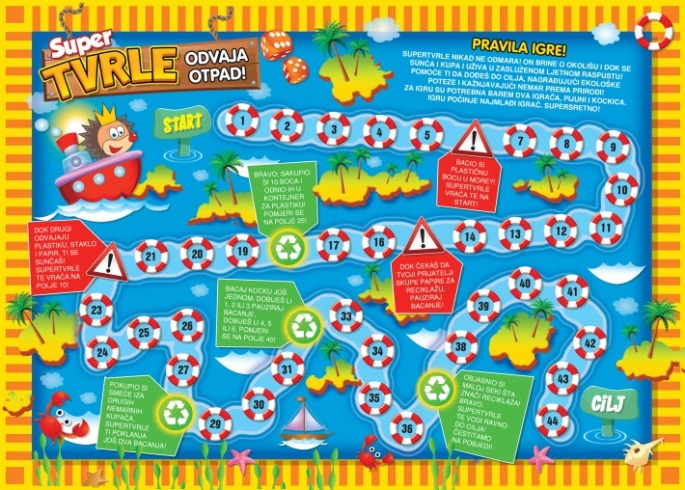 Super
TVRLE
ODVAJA
OTPAD!
PRAVILA IGRE!
SUPERTVRLE NIKAD NE ODMARA! ON BRINE O OKOLIŠU I DOK SE
SUNČA I KUPA I UŽIVA U ZASLUŽENOM LJETNOM RASPUSTU!
POMOĆE TI DA DOĐEŠ DO CILJA, NAGRAĐUJUĆI EKOLOŠKE
POTEZE I KAŽNJAVAJUĆI NEMAR PREMA PRIRODI!
ZA IGRU SU POTREBNA BAREM DVA IGRAČA, PIJUNI I KOCKICA.
IGRU POČINJE NAJMLAĐI IGRAČ. SUPERSRETNO!
START
1
2
3
4
5
BACIO SI
PLASTIČNU
BOCU U MORE?!
SUPERTVRLE
VRAĆA TE NA
START!
7
8
9
10
11
12
13
14
DOK ČEKAŠ DA
TVOJI PRIJATELJI
SKUPE PAPIRE ZA
RECIKLAŽU,
PAUZIRAJ
BACANJE!
16
17
BRAVO, SAKUPIO
SI 10 BOCA I
ODNIO IH U
KONTEJNER
ZA PLASTIKU!
POMJERI SE
NA POLJE 25!
19
20
21
DOK DRUGI
ODVAJAJU
PLASTIKU, STAKLO
I PAPIR, TI SE
SUNČAŠ!
SUPERTVRLE
TE VRAĆA NA
POLJE 10!
23
24
25
26
27
POKUPIO SI
SMEĆE IZA
DRUGIH
NEMARNIH
KUPAČA.
SUPERTVRLE
TI POKLANJA
JOŠ DVA BACANJA!
29
30
31
BACAJ KOCKU JOŠ
JEDNOM, DOBIJEŠ LI
1, 2 ILI 3 PAUZIRAJ
BACANJE,
DOBIJEŠ LI 4, 5
ILI 6, POMJERI
SE NA POLJE 40!
33
34
35
36
OBJASNIO SI
MALOJ SEKI ŠTA
ZNAČI RECIKLAŽA!
BRAVO,
SUPERTVRLE
TE VODI RAVNO
DO CILJA!
ČESTITAMO
NA POBJEDI!
38
39
40
41
42
43
44
CILJ